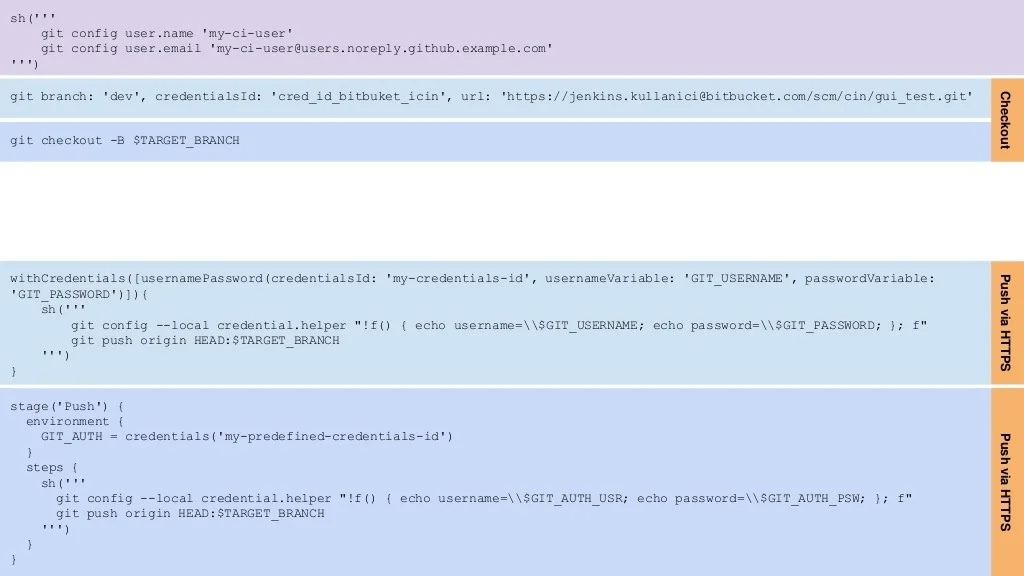 sh('''
    git config user.name 'my-ci-user'
    git config user.email 'my-ci-user@users.noreply.github.example.com'
''')
git branch: 'dev', credentialsId: 'cred_id_bitbuket_icin', url: 'https://jenkins.kullanici@bitbucket.com/scm/cin/gui_test.git'
git checkout -B $TARGET_BRANCH
Checkout
withCredentials([usernamePassword(credentialsId: 'my-credentials-id', usernameVariable: 'GIT_USERNAME', passwordVariable:
'GIT_PASSWORD')]){
    sh('''
        git config --local credential.helper "!f() { echo username=\\$GIT_USERNAME; echo password=\\$GIT_PASSWORD; }; f"
        git push origin HEAD:$TARGET_BRANCH
    ''')
}
Push via HTTPS
stage('Push') {
  environment {
    GIT_AUTH = credentials('my-predefined-credentials-id')
  }
  steps {
    sh('''
      git config --local credential.helper "!f() { echo username=\\$GIT_AUTH_USR; echo password=\\$GIT_AUTH_PSW; }; f"
      git push origin HEAD:$TARGET_BRANCH
    ''')
  }
}
Push via HTTPS